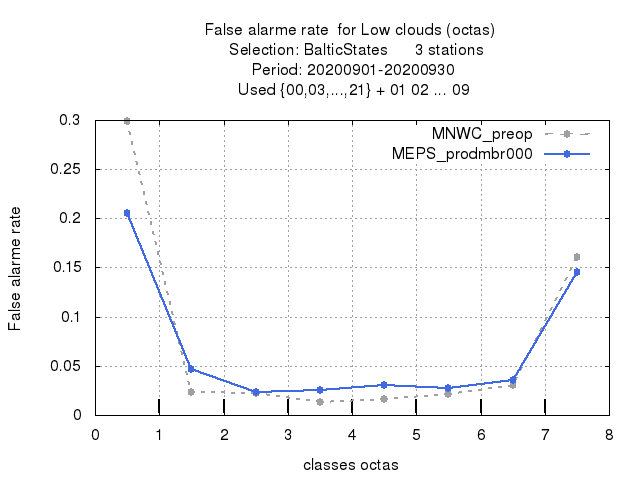 False alarme rate  for Low clouds (octas)
Selection: BalticStates      3 stations
Period: 20200901-20200930
Used {00,03,...,21} + 01 02 ... 09
MNWC_preop
MEPS_prodmbr000
False alarme rate
0.3
0.25
0.2
0.15
0.1
0.05
0
0 1 2 3 4 5 6 7 8
classes octas